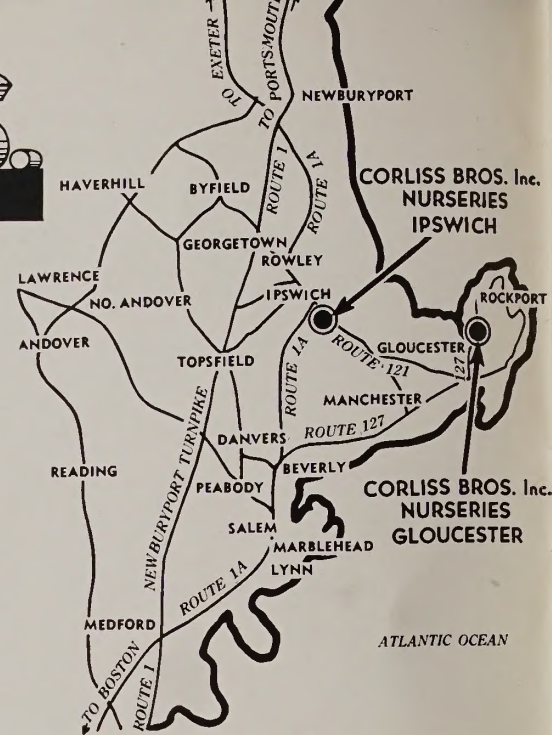 TO EXETER
TO PORTSMOUTH
NEWBURYPORT
ROUTE 1
ROUTE 1A
CORLISS BROS. Inc.
NURSERIES
IPSWICH
HAVERHILL
BYFIELD
GEORGETOWN
ROWLEY
LAWRENCE
NO. ANDOVER
IPSWICH
ROCKPORT
ANDOVER
TOPSFIELD
ROUTE 1A
ROUTE 121
GLOUCESTER
127
MANCHESTER
NEWBURYPORT TURNPIKE
DANVERS
ROUTE 127
READING
BEVERLY
PEABODY
CORLISS BROS. Inc.
NURSERIES
GLOUCESTER
SALEM
MARBLEHEAD
LYNN
ROUTE 1A
MEDFORD
ATLANTIC OCEAN
TO BOSTON
ROUTE 1